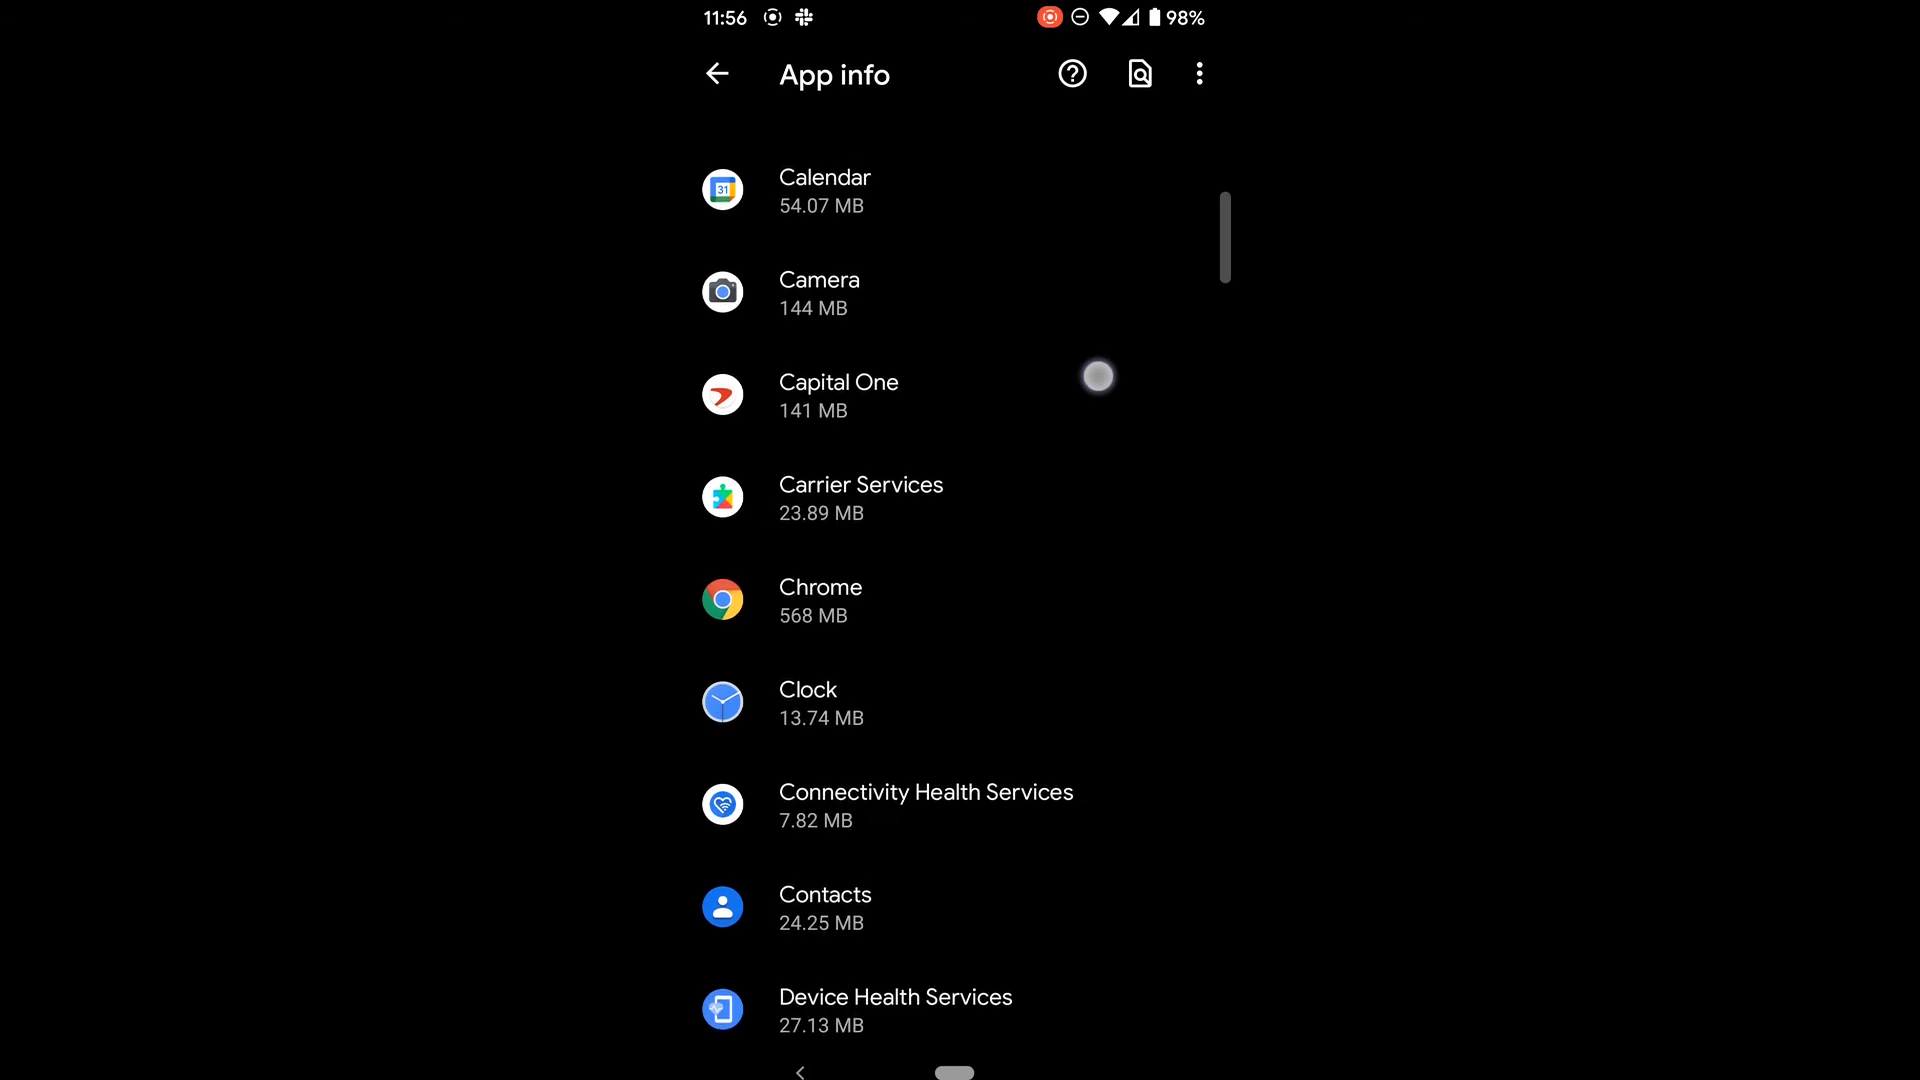 11:56 98%
App info
Calendar
54.07 MB
Camera
144 MB
Capital One
141 MB
Carrier Services
23.89 MB
Chrome
568 MB
Clock
13.74 MB
Connectivity Health Services
7.82 MB
Contacts
24.25 MB
Device Health Services
27.13 MB
31